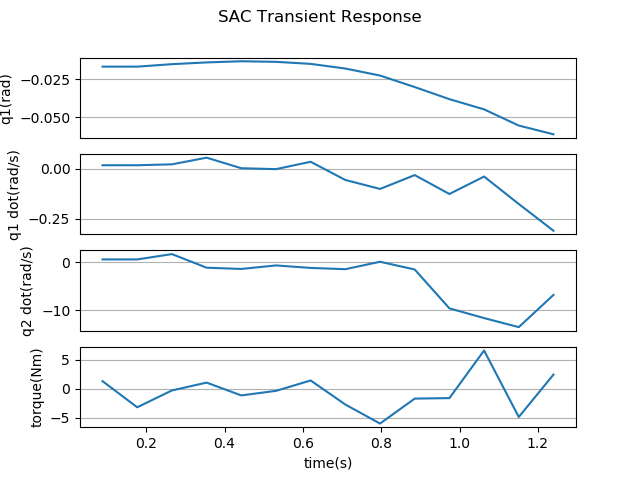 SAC Transient Response
q1(rad)
−0.025
−0.050
q1 dot(rad/s)
0.00
−0.25
q2 dot(rad/s)
0
−10
torque(Nm)
5
0
−5
0.2 0.4 0.6 0.8 1.0 1.2
time(s)